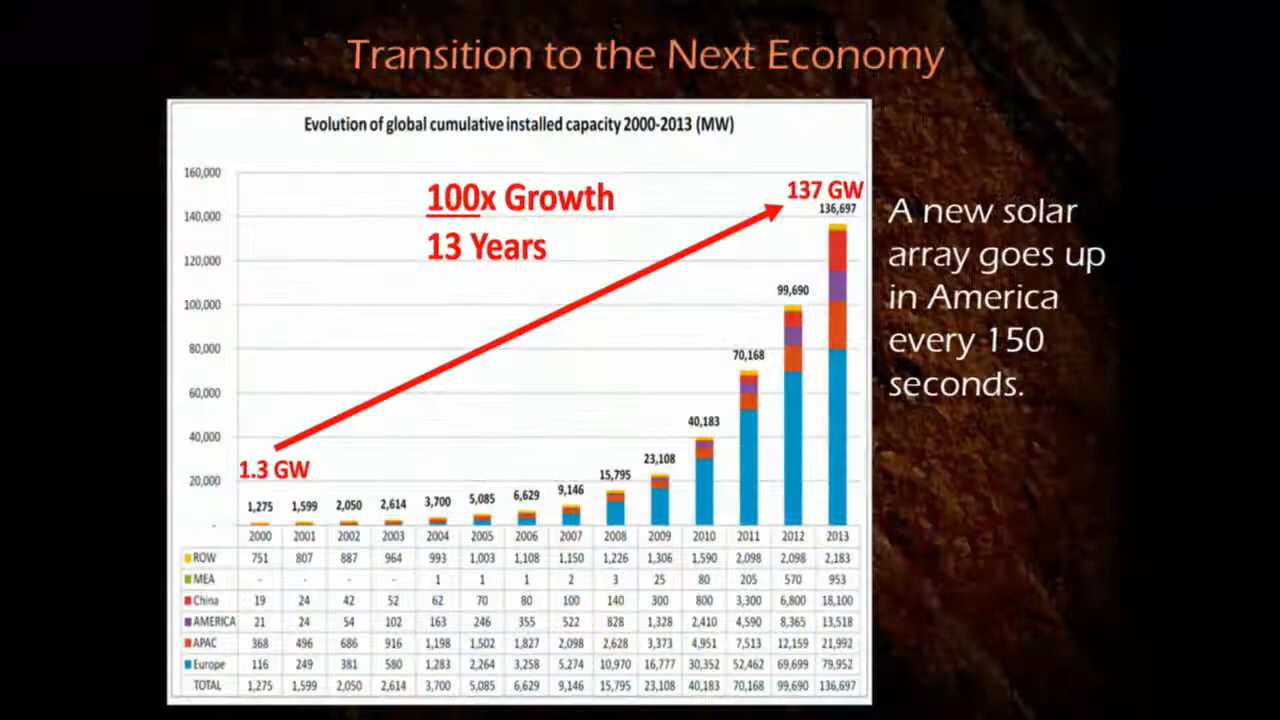 Transition to the Next Economy
Evolution of global cumulative installed capacity 2000-2013 (MW)
160,000
140,000
120,000
100,000
80,000
60,000
40,000
20,000
-
100x Growth
13 Years
137 GW
1.3 GW
1,275 1,599 2,050 2,614 3,700 5,085 6,629 9,146 15,795 23,108 40,183 70,168 99,690 136,697
2000 2001 2002 2003 2004 2005 2006 2007 2008 2009 2010 2011 2012 2013
ROW 751 807 887 964 993 1,003 1,108 1,150 1,226 1,306 1,590 2,098 2,098 2,183
MEA - - - - 1 1 1 2 3 25 80 205 570 953
China 19 24 42 52 62 70 80 100 140 300 800 3,300 6,800 18,100
AMERICA 21 24 54 102 163 246 355 522 828 1,328 2,410 4,590 8,365 13,518
APAC 368 496 686 916 1,198 1,502 1,827 2,098 2,628 3,373 4,951 7,513 12,159 21,992
Europe 116 249 381 580 1,283 2,264 3,258 5,274 10,970 16,777 30,352 52,462 69,699 79,952
TOTAL 1,275 1,599 2,050 2,614 3,700 5,085 6,629 9,146 15,795 23,108 40,183 70,168 99,690 136,697
A new solar
array goes up
in America
every 150
seconds.